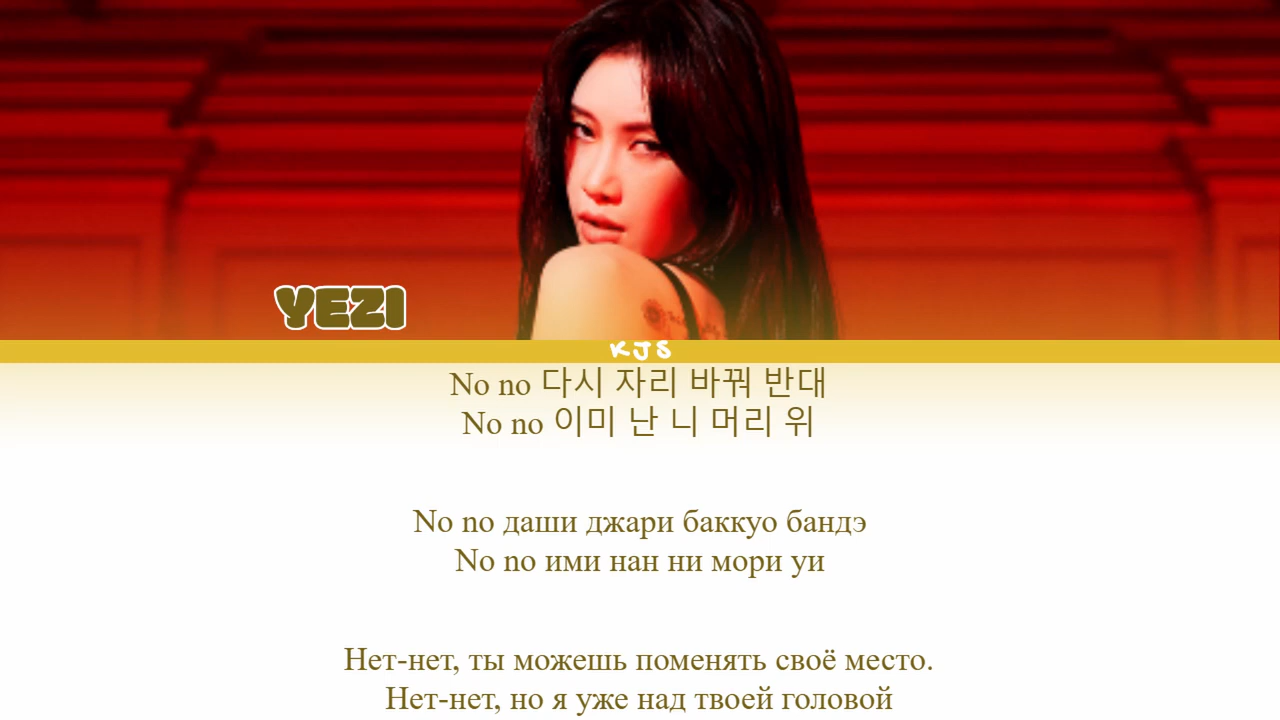 YEZI
KJS
No no 다시 자리 바꿔 반대
No no 이미 난 니 머리 위
No no даши джари баккуо бандэ
No no ими нан ни мори уи
Нет-нет, ты можешь поменять своё место.
Нет-нет, но я уже над твоей головой